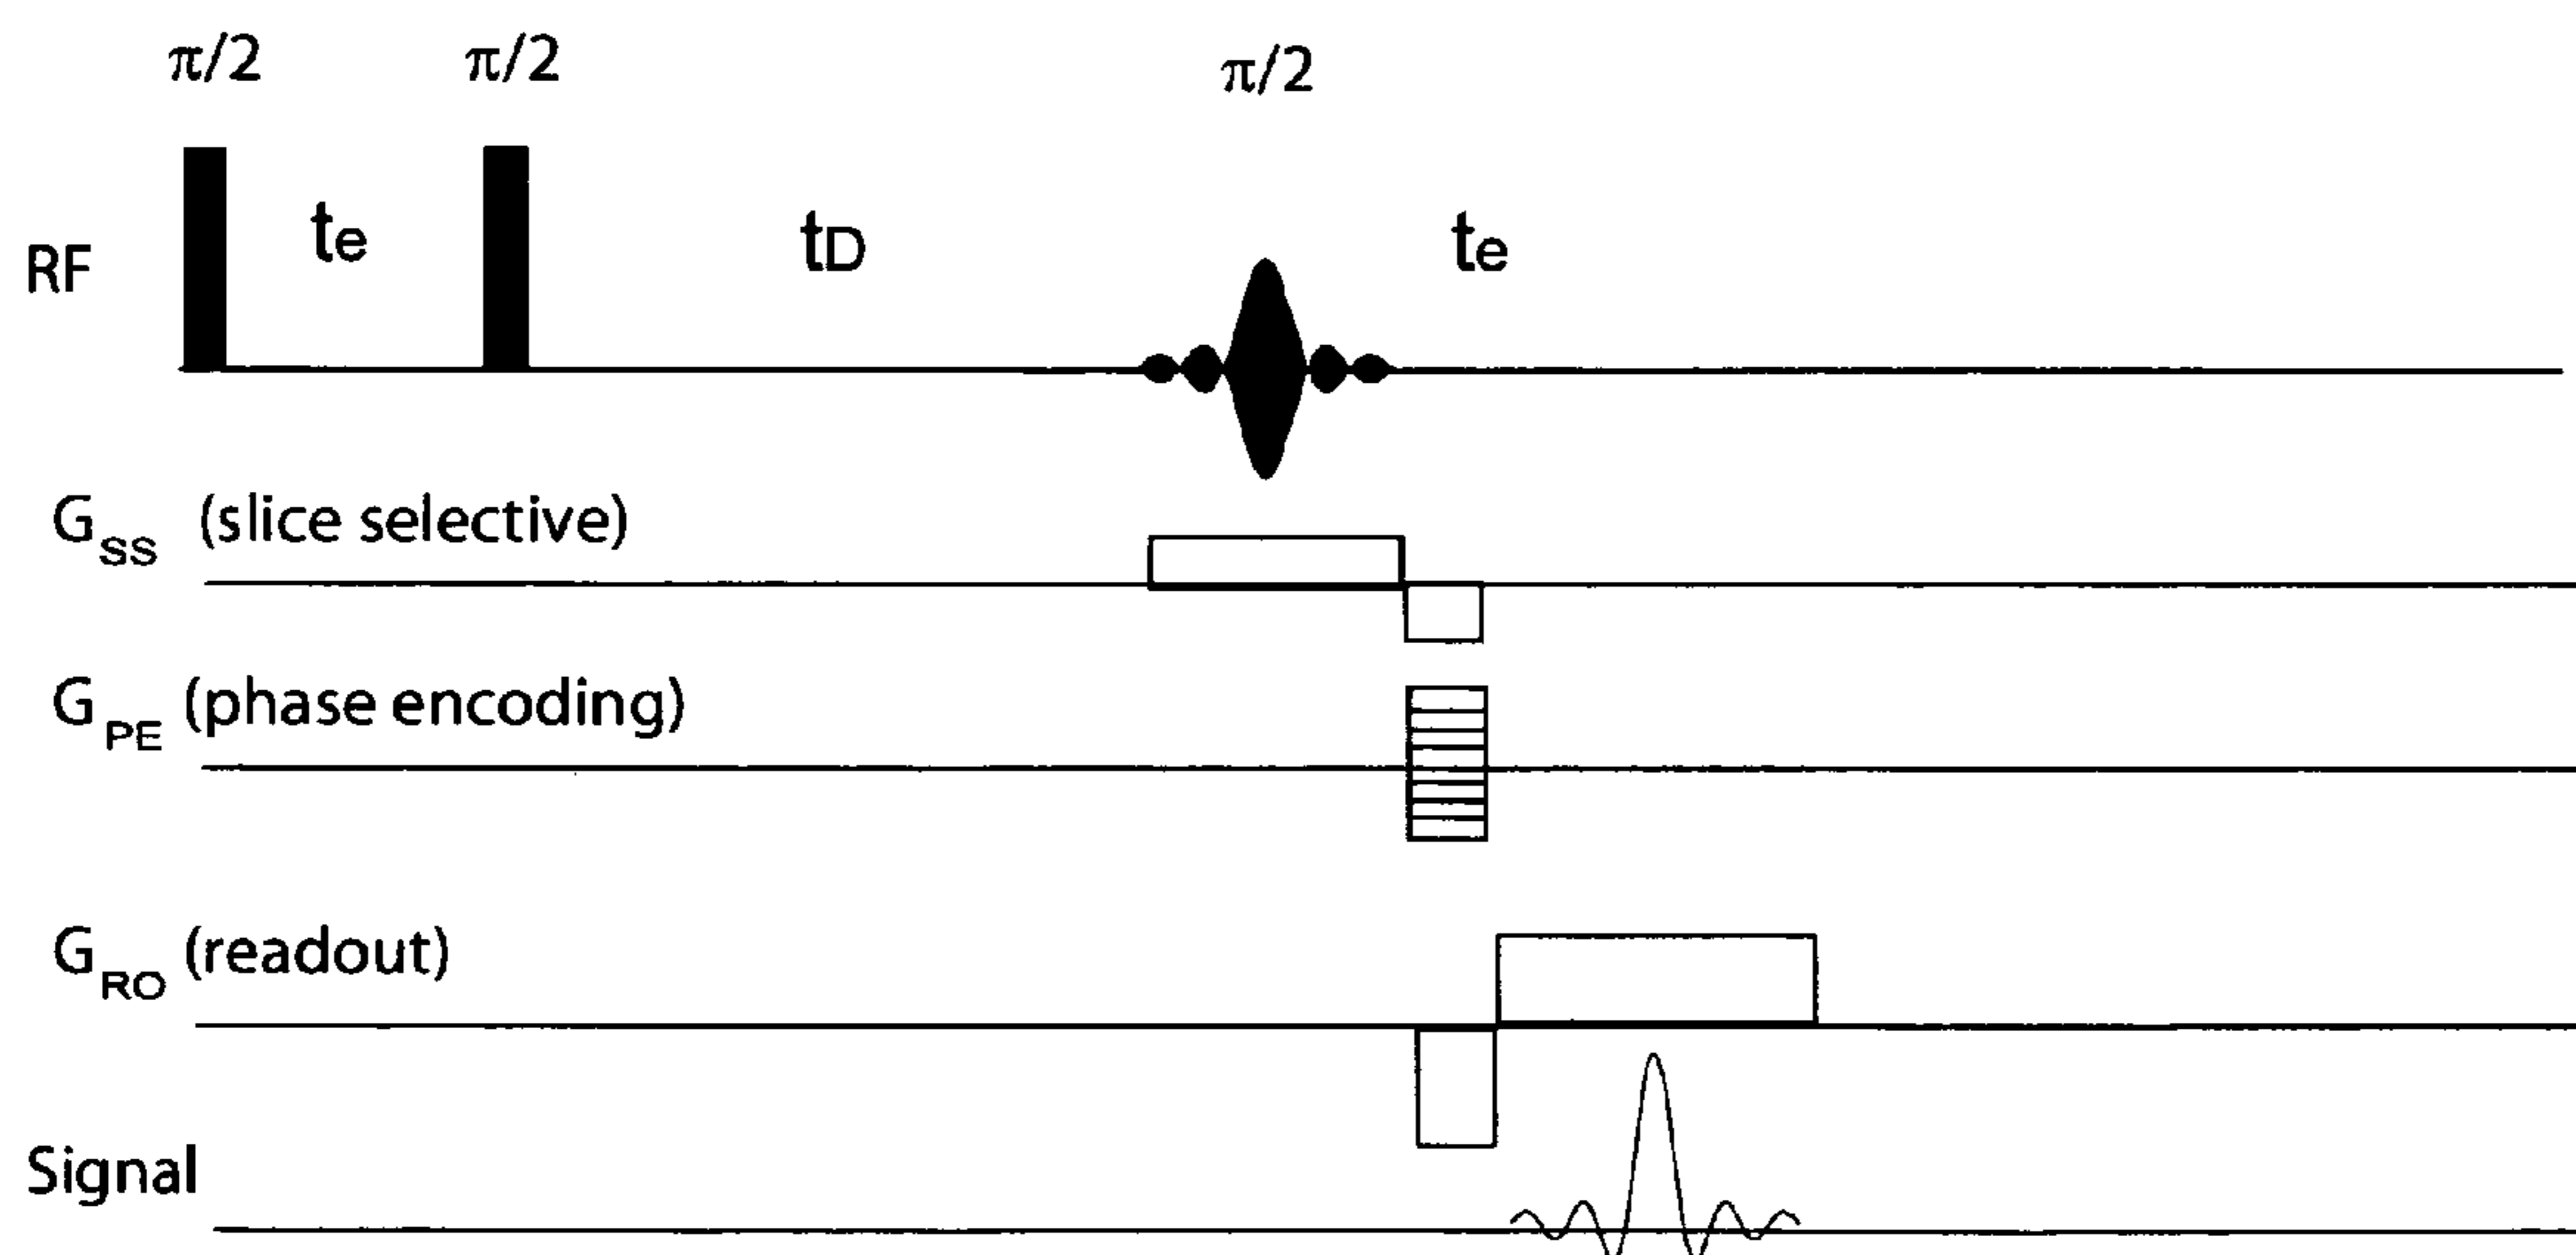 π/2 π/2 π/2
te tD te
RF
GSS (slice selective)
GPE (phase encoding)
GRO (readout)
Signal